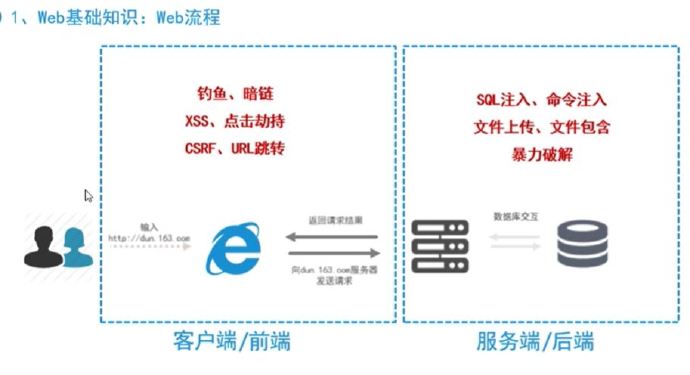 1、Web基础知识：Web流程
钓鱼、暗链
XSS、点击劫持
CSRF、URL跳转
SQL注入、命令注入
文件上传、文件包含
暴力破解
输入
http://dun.163.com
返回请求结果
向dun.163.com服务器
发送请求
数据库交互
客户端/前端
服务端/后端